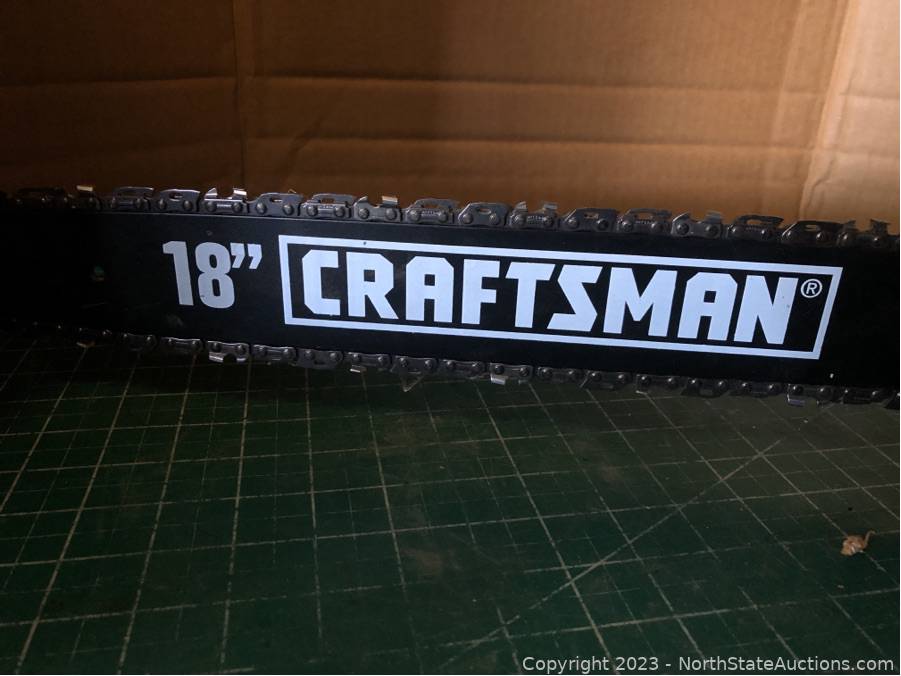 18” CRAFTSMAN®
Copyright 2023 - NorthStateAuctions.com